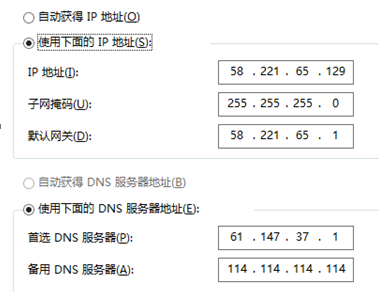 自动获得 IP 地址(O)
使用下面的 IP 地址(S):
IP 地址(I): 58 . 221 . 65 . 129
子网掩码(U): 255 . 255 . 255 . 0
默认网关(D): 58 . 221 . 65 . 1
自动获得 DNS 服务器地址(B)
使用下面的 DNS 服务器地址(E):
首选 DNS 服务器(P): 61 . 147 . 37 . 1
备用 DNS 服务器(A): 114 . 114 . 114 . 114